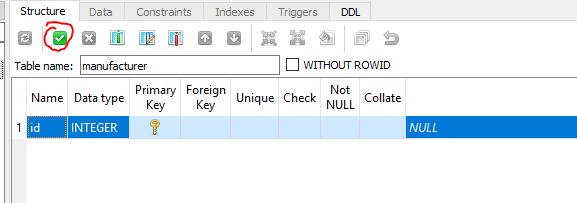 Structure Data Constraints Indexes Triggers DDL
Table name: manufacturer WITHOUT ROWID
Name Data type Primary Key Foreign Key Unique Check Not NULL Collate
1 id INTEGER NULL